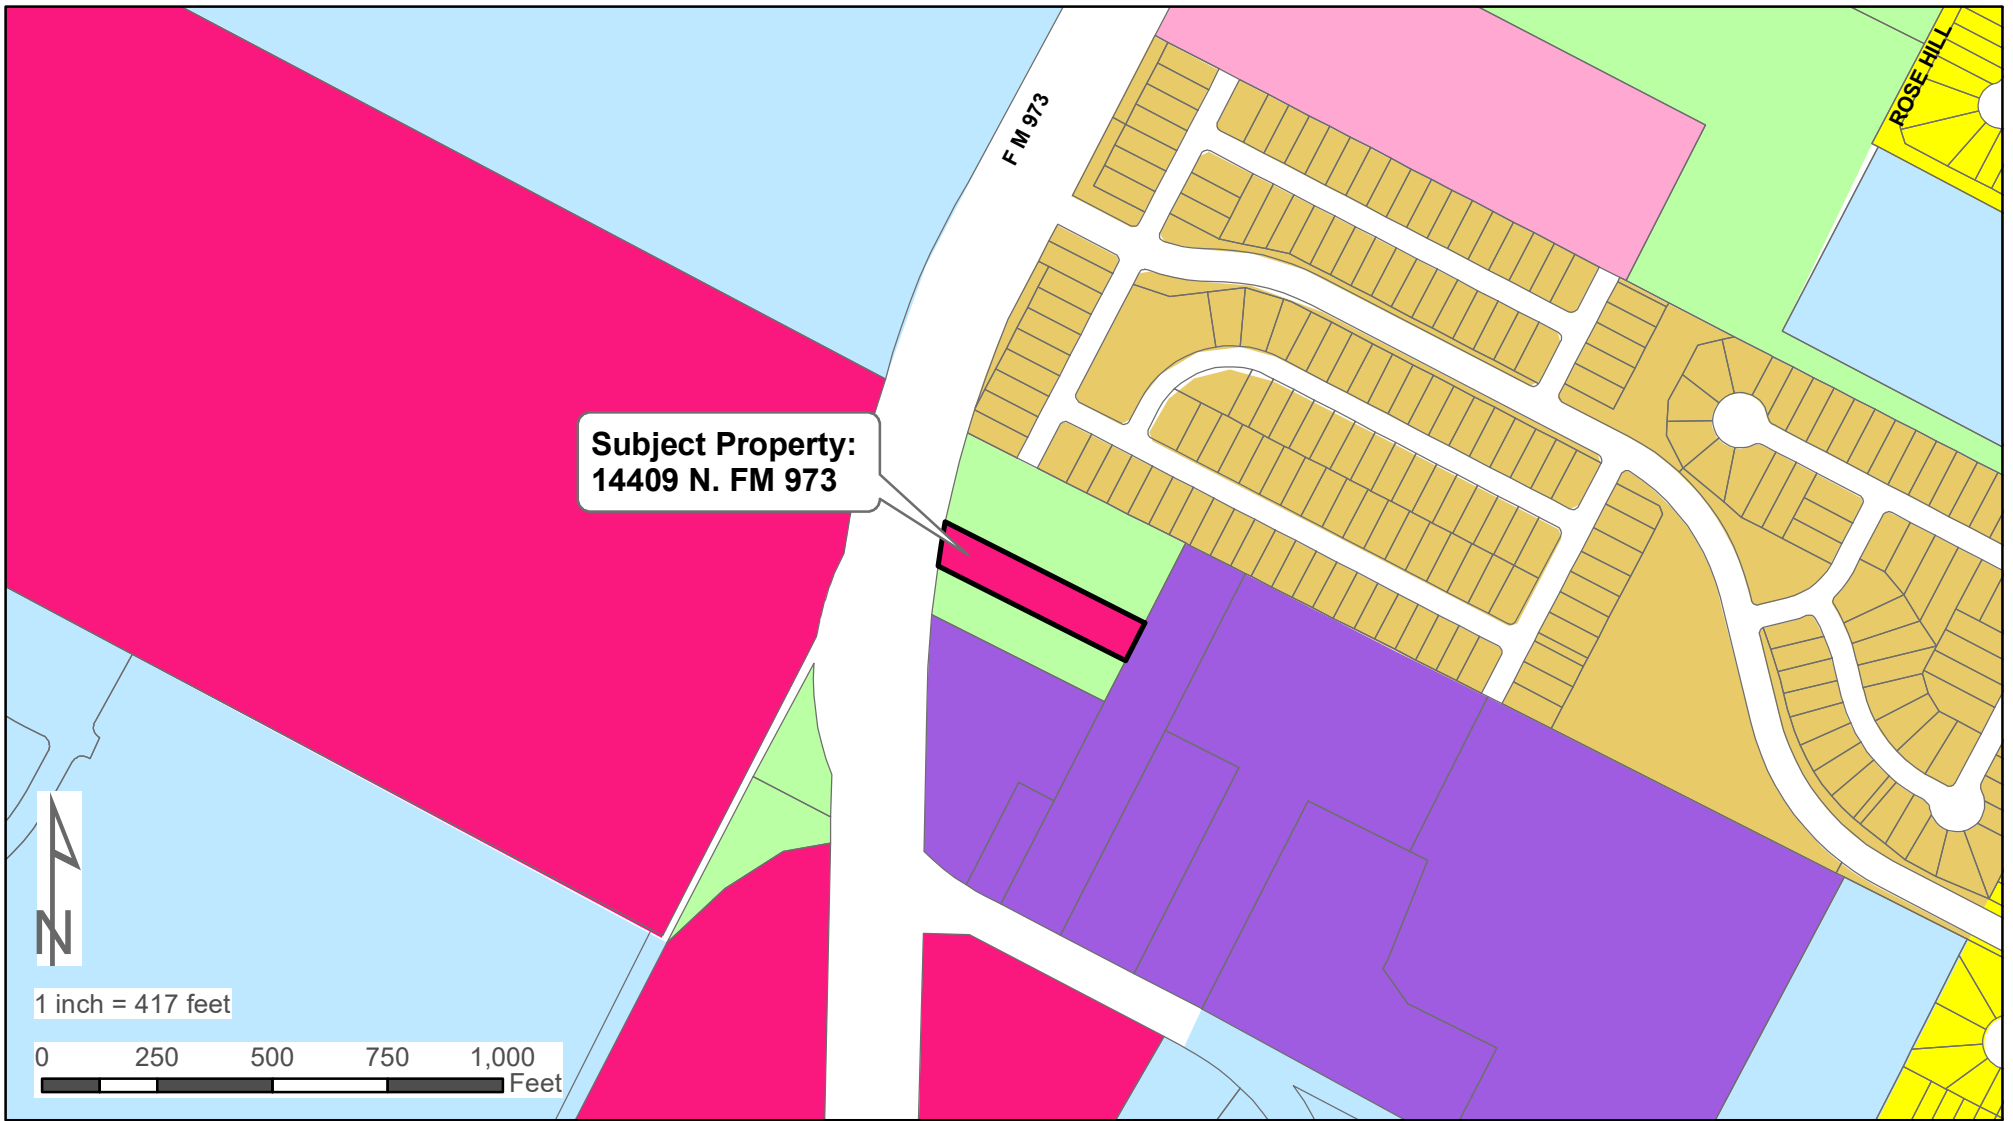 ROSE HILL
F M 973
Subject Property:
14409 N. FM 973
N
1 inch = 417 feet
0 250 500 750 1,000
Feet